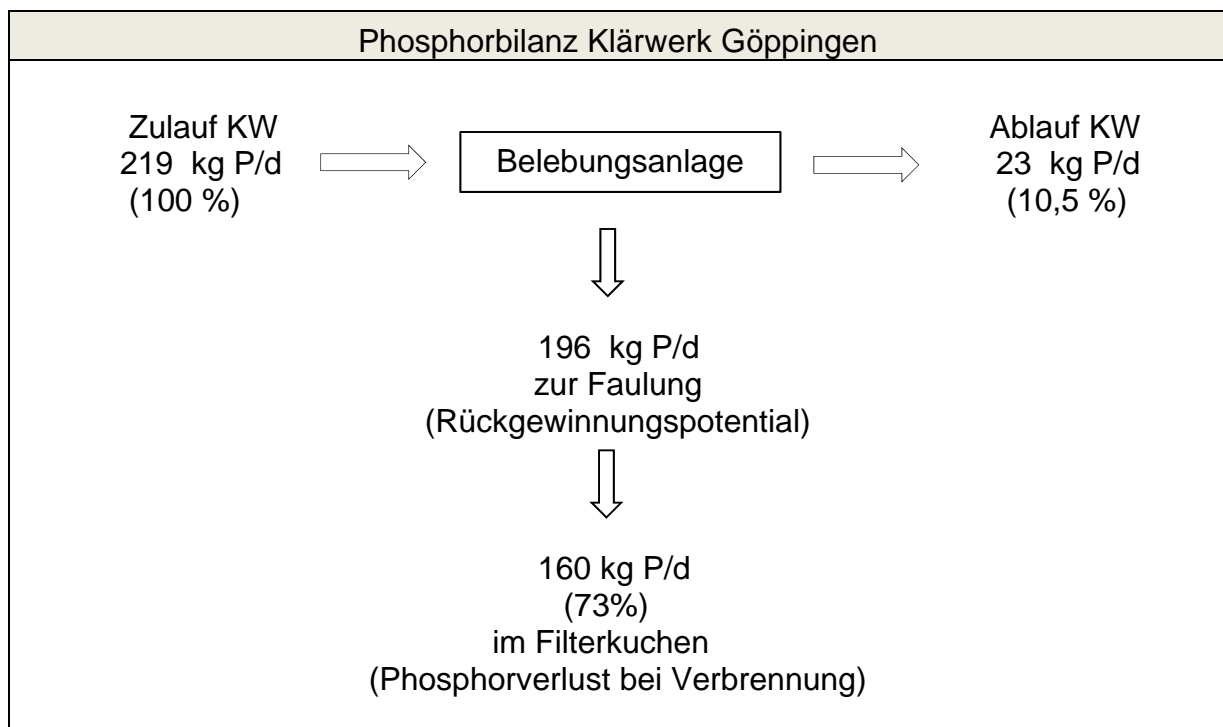 Phosphorbilanz Klärwerk Göppingen
Zulauf KW
219 kg P/d
(100 %)
Belebungsanlage
Ablauf KW
23 kg P/d
(10,5 %)
196 kg P/d
zur Faulung
(Rückgewinnungspotential)
160 kg P/d
(73%)
im Filterkuchen
(Phosphorverlust bei Verbrennung)